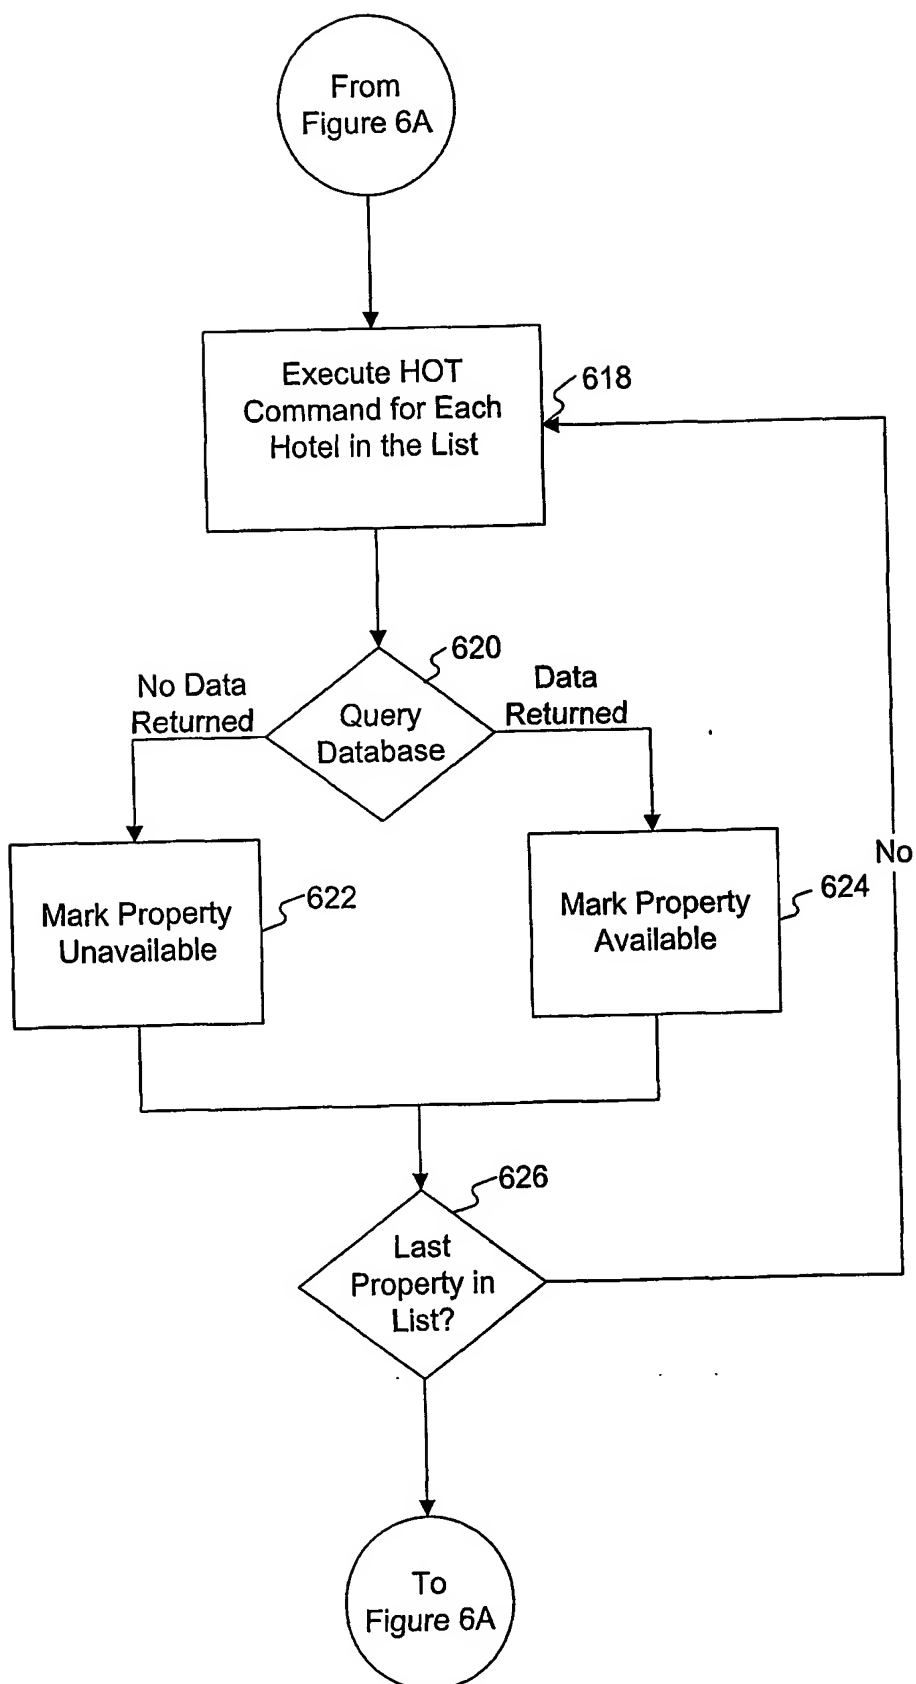 From
Figure 6A
Execute HOT
Command for Each
Hotel in the List
618
620
No Data
Returned
Query
Database
Data
Returned
No
Mark Property
Unavailable
622
Mark Property
Available
624
626
Last
Property in
List?
To
Figure 6A